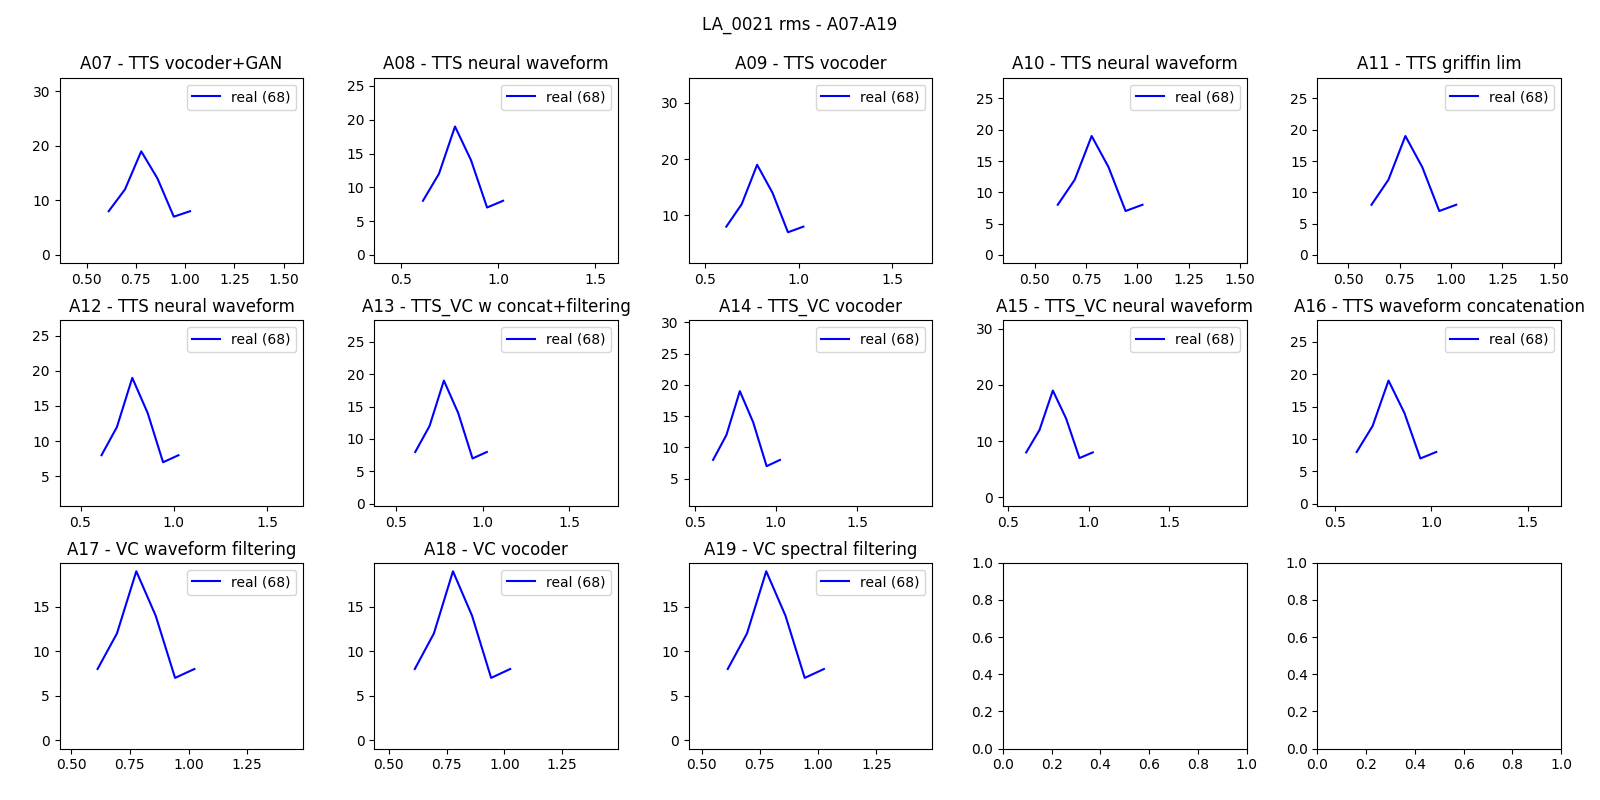 LA_0021 rms - A07-A19
A07 - TTS vocoder+GAN
A08 - TTS neural waveform
A09 - TTS vocoder
A10 - TTS neural waveform
A11 - TTS griffin lim
real (68)
real (68)
real (68)
real (68)
real (68)
30
20
10
0
0.50 0.75 1.00 1.25 1.50
25
20
15
10
5
0
0.5 1.0 1.5
30
20
10
0.5 1.0 1.5
25
20
15
10
5
0
0.50 0.75 1.00 1.25 1.50
25
20
15
10
5
0
0.50 0.75 1.00 1.25 1.50
A12 - TTS neural waveform
A13 - TTS_VC w concat+filtering
A14 - TTS_VC vocoder
A15 - TTS_VC neural waveform
A16 - TTS waveform concatenation
real (68)
real (68)
real (68)
real (68)
real (68)
25
20
15
10
5
0.5 1.0 1.5
25
20
15
10
5
0
0.5 1.0 1.5
30
25
20
15
10
5
0.5 1.0 1.5
30
20
10
0
0.5 1.0 1.5
25
20
15
10
5
0
0.5 1.0 1.5
A17 - VC waveform filtering
A18 - VC vocoder
A19 - VC spectral filtering
real (68)
real (68)
real (68)
15
10
5
0
0.50 0.75 1.00 1.25
15
10
5
0
0.50 0.75 1.00 1.25
15
10
5
0
0.50 0.75 1.00 1.25
1.0
0.8
0.6
0.4
0.2
0.0
0.0 0.2 0.4 0.6 0.8 1.0
1.0
0.8
0.6
0.4
0.2
0.0
0.0 0.2 0.4 0.6 0.8 1.0